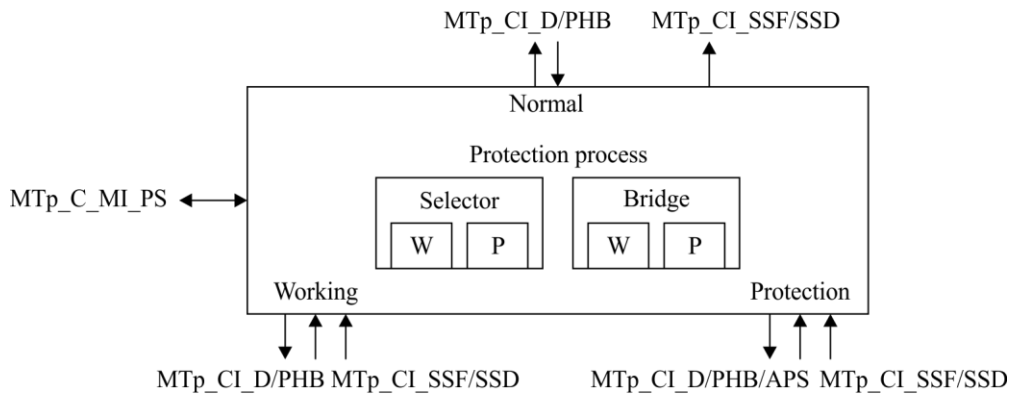 MTp_CI_D/PHB MTp_CI_SSF/SSD
Normal
Protection process
Selector Bridge
MTp_C_MI_PS
W P W P
Working Protection
MTp_CI_D/PHB MTp_CI_SSF/SSD MTp_CI_D/PHB/APS MTp_CI_SSF/SSD